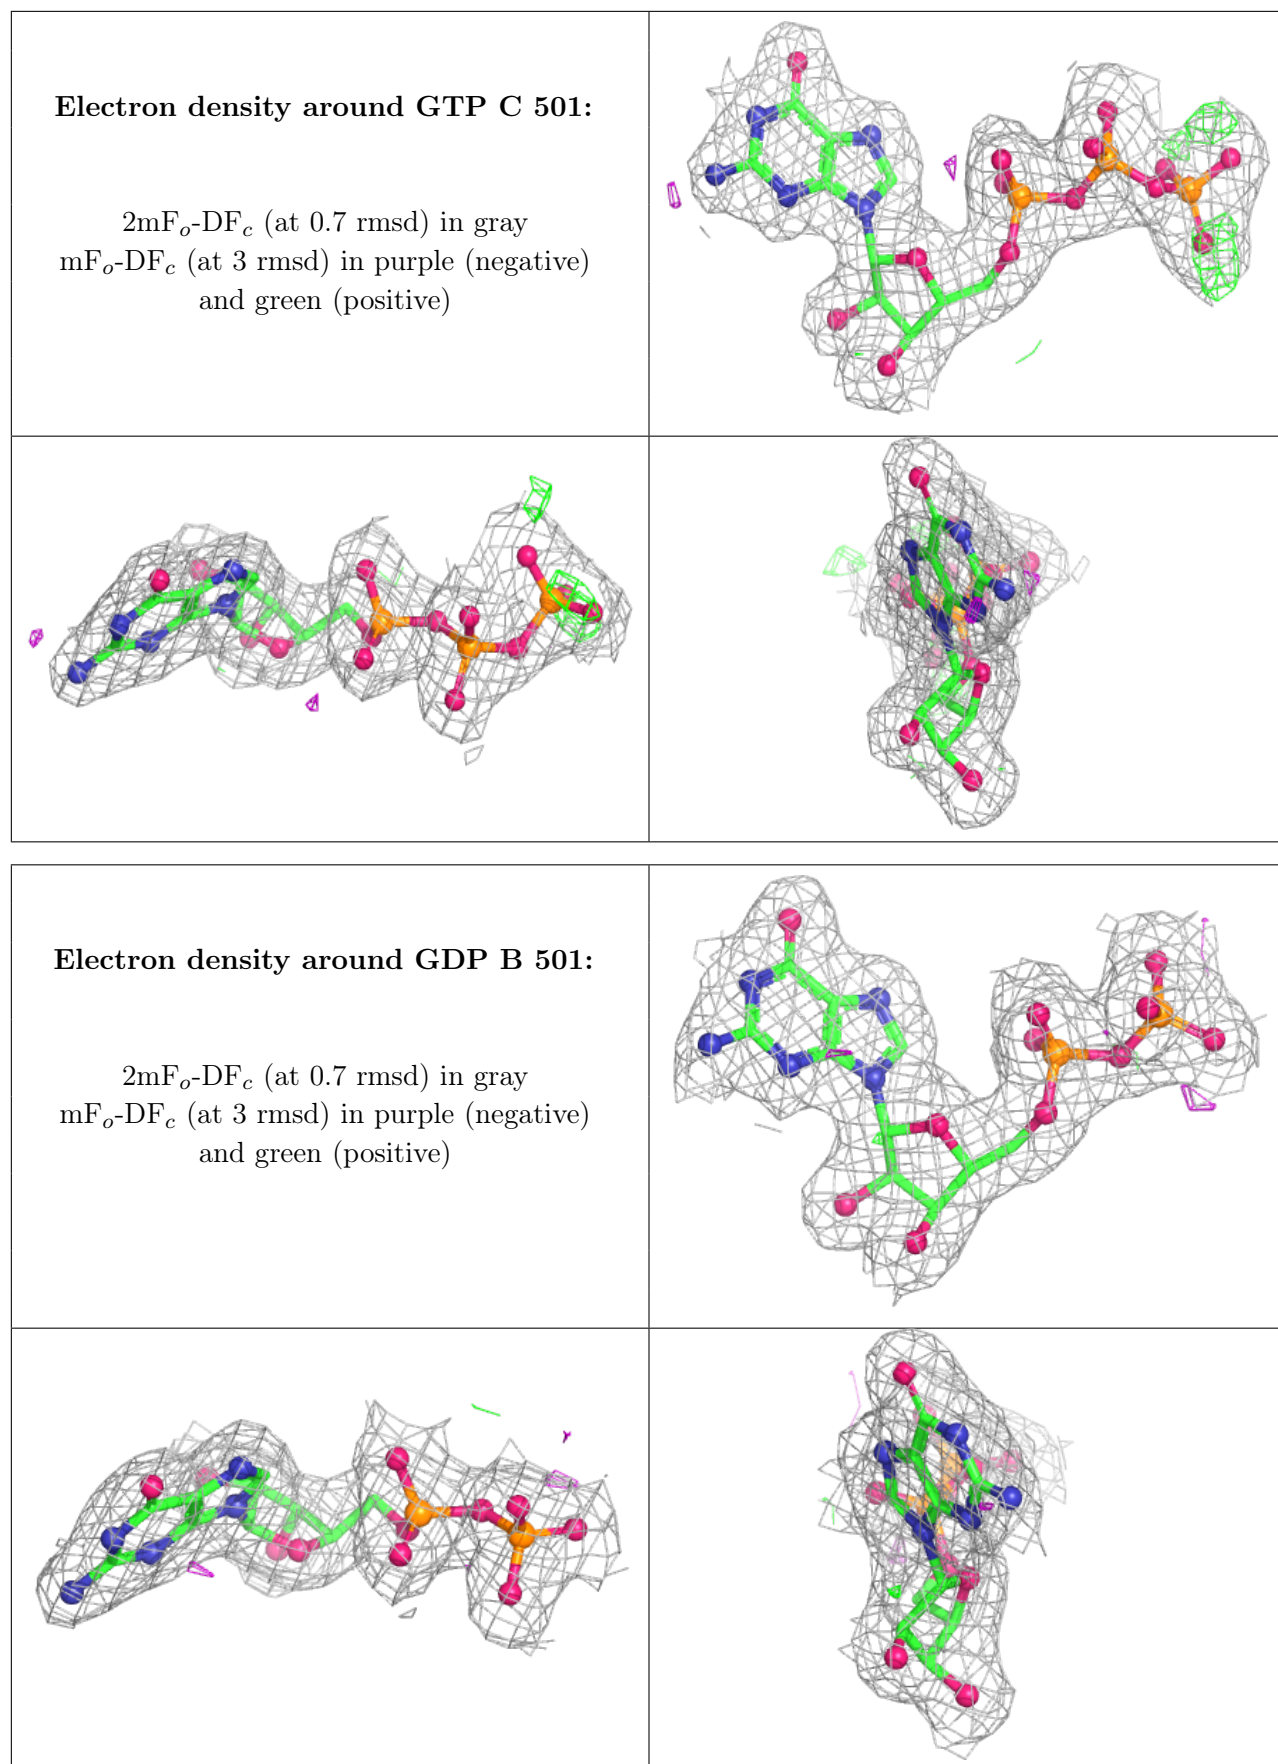 Electron density around GTP C 501:
2mFo-DFc (at 0.7 rmsd) in gray
mFo-DFc (at 3 rmsd) in purple (negative)
and green (positive)
Electron density around GDP B 501:
2mFo-DFc (at 0.7 rmsd) in gray
mFo-DFc (at 3 rmsd) in purple (negative)
and green (positive)